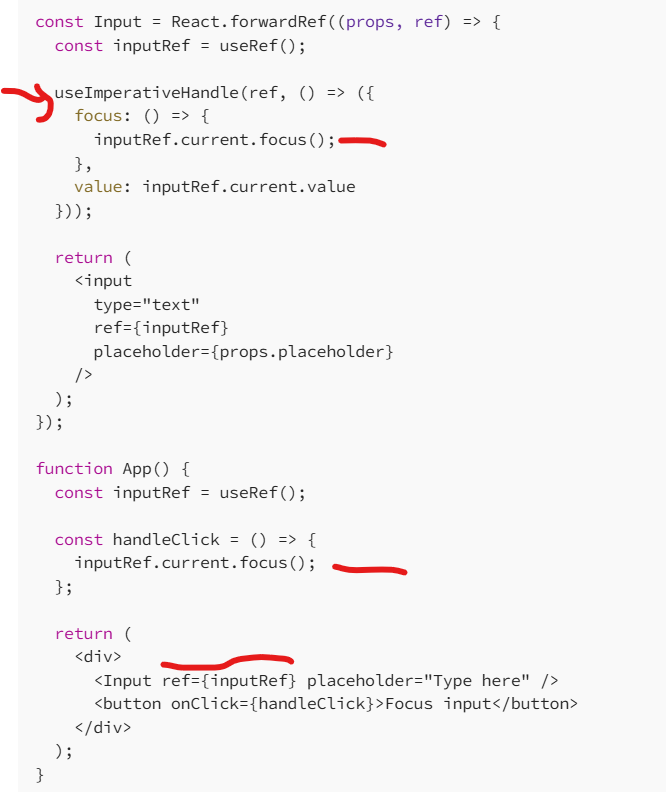 const Input = React.forwardRef((props, ref) => {
  const inputRef = useRef();

  useImperativeHandle(ref, () => ({
    focus: () => {
      inputRef.current.focus();
    },
    value: inputRef.current.value
  }));

  return (
    <input
      type="text"
      ref={inputRef}
      placeholder={props.placeholder}
    />
  );
});

function App() {
  const inputRef = useRef();

  const handleClick = () => {
    inputRef.current.focus();
  };

  return (
    <div>
      <Input ref={inputRef} placeholder="Type here" />
      <button onClick={handleClick}>Focus input</button>
    </div>
  );
}